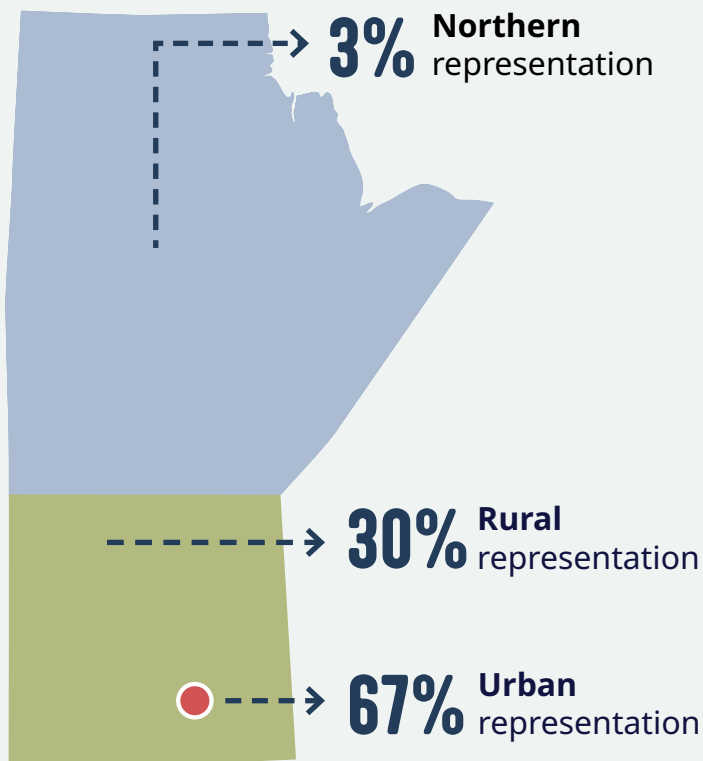 3% Northern
representation
30% Rural
representation
67% Urban
representation